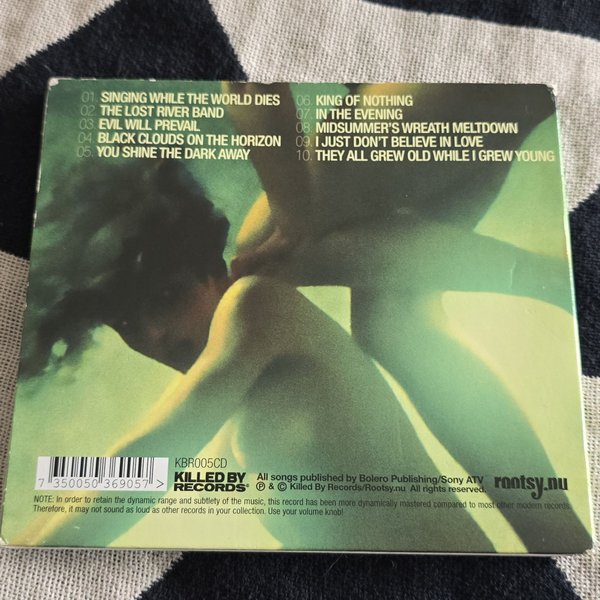 01. SINGING WHILE THE WORLD DIES
02. THE LOST RIVER BAND
03. EVIL WILL PREVAIL
04. BLACK CLOUDS ON THE HORIZON
05. YOU SHINE THE DARK AWAY
06. KING OF NOTHING
07. IN THE EVENING
08. MIDSUMMER'S WREATH MELTDOWN
09. I JUST DON'T BELIEVE IN LOVE
10. THEY ALL GREW OLD WHILE I GREW YOUNG
7 350050 369057 >
KBR005CD
KILLED BY
RECORDS®
All songs published by Bolero Publishing/Sony ATV
℗ & © Killed By Records/Rootsy.nu All rights reserved.
rootsy.nu
NOTE: In order to retain the dynamic range and subtlety of the music, this record has been more dynamically mastered compared to most other modern records.
Therefore, it may not sound as loud as other records in your collection. Use your volume knob!